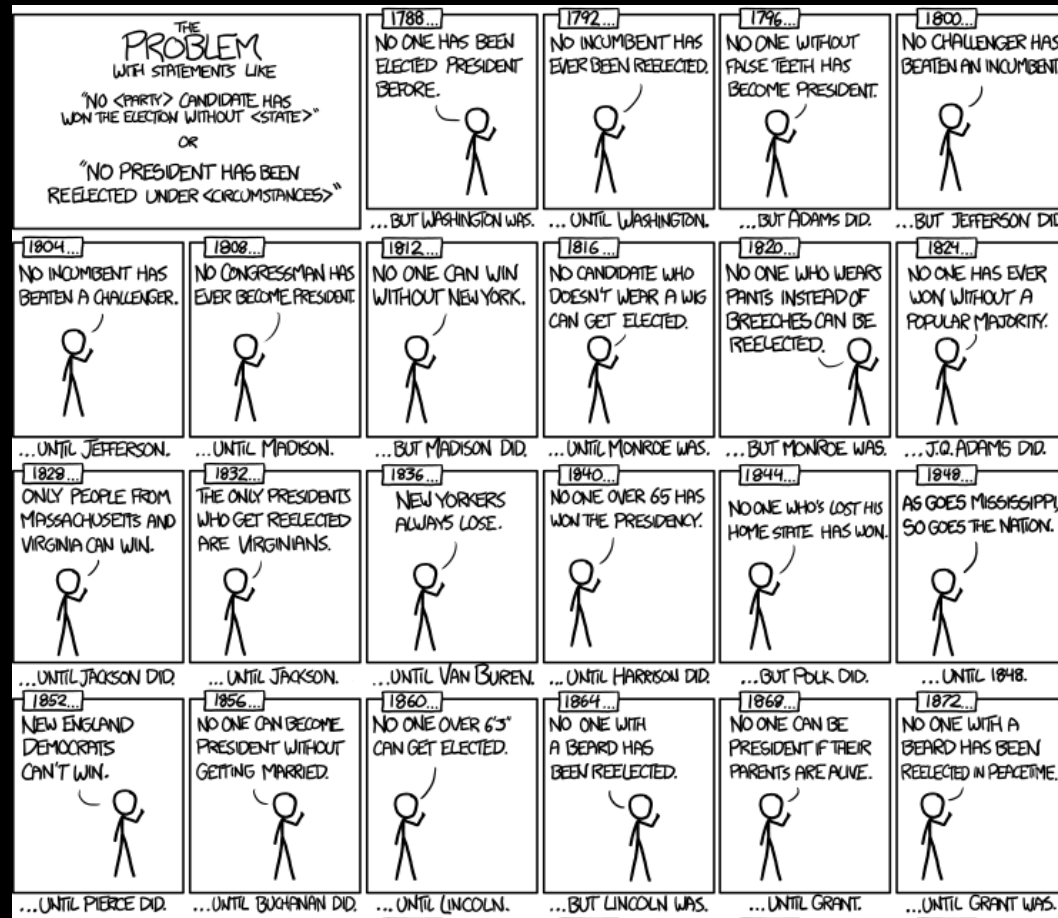 THE
PROBLEM
WITH STATEMENTS LIKE
"NO <PARTY> CANDIDATE HAS
WON THE ELECTION WITHOUT <STATE>"
OR
"NO PRESIDENT HAS BEEN
REELECTED UNDER <CIRCUMSTANCES>"
1788...
NO ONE HAS BEEN
ELECTED PRESIDENT
BEFORE.
...BUT WASHINGTON WAS.
1792...
NO INCUMBENT HAS
EVER BEEN REELECTED.
... UNTIL WASHINGTON.
1796...
NO ONE WITHOUT
FALSE TEETH HAS
BECOME PRESIDENT.
...BUT ADAMS DID.
1800...
NO CHALLENGER HAS
BEATEN AN INCUMBENT
...BUT JEFFERSON DID
1804...
NO INCUMBENT HAS
BEATEN A CHALLENGER.
...UNTIL JEFFERSON.
1808...
NO CONGRESSMAN HAS
EVER BECOME PRESIDENT.
...UNTIL MADISON.
1812...
NO ONE CAN WIN
WITHOUT NEW YORK.
...BUT MADISON DID.
1816...
NO CANDIDATE WHO
DOESN'T WEAR A WIG
CAN GET ELECTED.
...UNTIL MONROE WAS.
1820...
NO ONE WHO WEARS
PANTS INSTEAD OF
BREECHES CAN BE
REELECTED.
...BUT MONROE WAS.
1824...
NO ONE HAS EVER
WON WITHOUT A
POPULAR MAJORITY.
...J.Q. ADAMS DID.
1828...
ONLY PEOPLE FROM
MASSACHUSETTS AND
VIRGINIA CAN WIN.
...UNTIL JACKSON DID.
1832...
THE ONLY PRESIDENTS
WHO GET REELECTED
ARE VIRGINIANS.
... UNTIL JACKSON.
1836...
NEW YORKERS
ALWAYS LOSE.
...UNTIL VAN BUREN.
1840...
NO ONE OVER 65 HAS
WON THE PRESIDENCY.
... UNTIL HARRISON DID.
1844...
NO ONE WHO'S LOST HIS
HOME STATE HAS WON.
...BUT POLK DID.
1848...
AS GOES MISSISSIPPI,
SO GOES THE NATION.
... UNTIL 1848.
1852...
NEW ENGLAND
DEMOCRATS
CAN'T WIN.
...UNTIL PIERCE DID.
1856...
NO ONE CAN BECOME
PRESIDENT WITHOUT
GETTING MARRIED.
...UNTIL BUCHANAN DID.
1860...
NO ONE OVER 6'3"
CAN GET ELECTED.
... UNTIL LINCOLN.
1864...
NO ONE WITH
A BEARD HAS
BEEN REELECTED.
...BUT LINCOLN WAS.
1868...
NO ONE CAN BE
PRESIDENT IF THEIR
PARENTS ARE ALIVE.
...UNTIL GRANT.
1872...
NO ONE WITH A
BEARD HAS BEEN
REELECTED IN PEACETIME.
...UNTIL GRANT WAS.